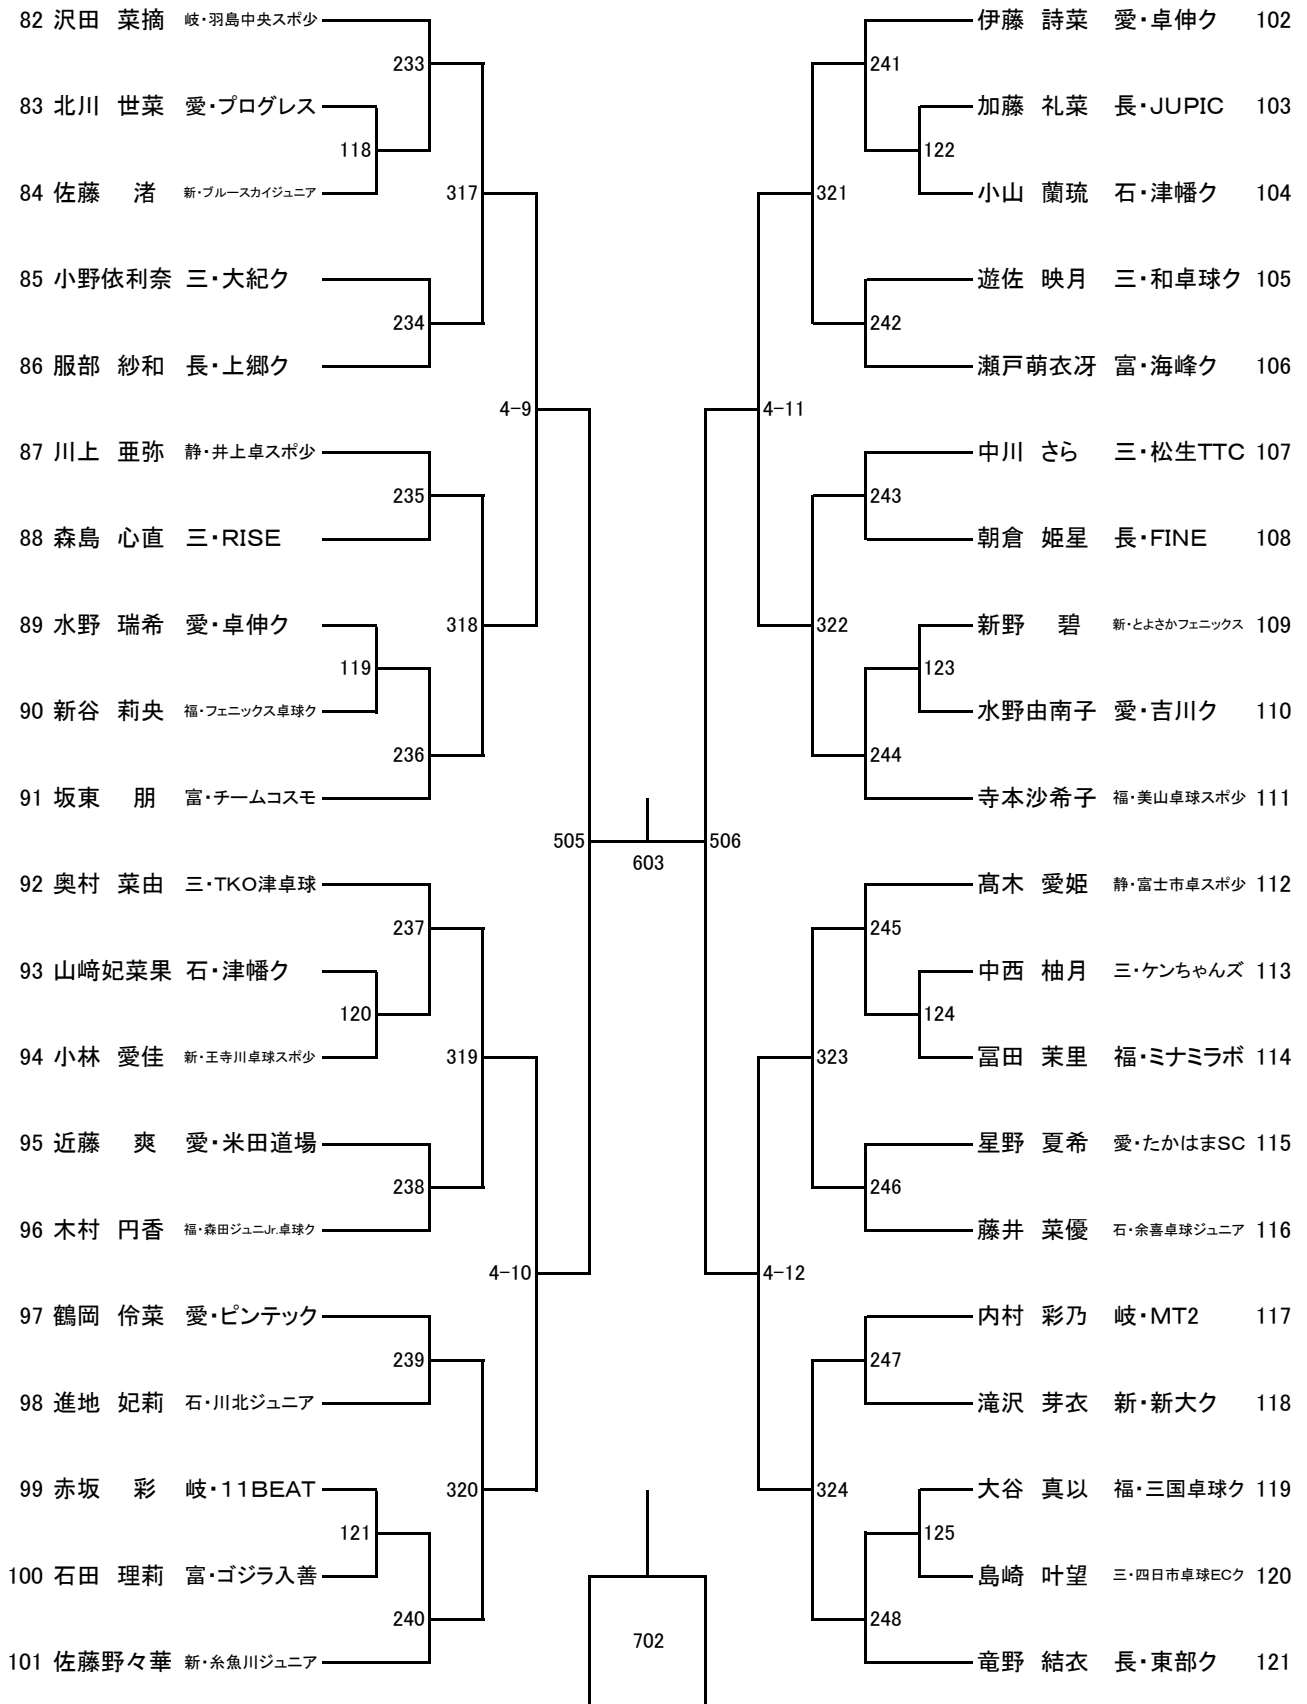 82 沢田 菜摘 岐・羽島中央スポ少
233
83 北川 世菜 愛・プログレス
118
84 佐藤 渚 新・ブルースカイジュニア
317
85 小野依利奈 三・大紀ク
234
86 服部 紗和 長・上郷ク
4-9
87 川上 亜弥 静・井上卓スポ少
235
88 森島 心直 三・RISE
89 水野 瑞希 愛・卓伸ク
318
119
90 新谷 莉央 福・フェニックス卓球ク
236
91 坂東 朋 富・チームコスモ
505
92 奥村 菜由 三・TKO津卓球
237
93 山﨑妃菜果 石・津幡ク
120
94 小林 愛佳 新・王寺川卓球スポ少
319
95 近藤 爽 愛・米田道場
238
96 木村 円香 福・森田ジュニJr.卓球ク
4-10
97 鶴岡 伶菜 愛・ピンテック
239
98 進地 妃莉 石・川北ジュニア
99 赤坂 彩 岐・11BEAT
320
121
100 石田 理莉 富・ゴジラ入善
240
101 佐藤野々華 新・糸魚川ジュニア
603
702
伊藤 詩菜 愛・卓伸ク 102
241
加藤 礼菜 長・JUPIC 103
122
小山 蘭琉 石・津幡ク 104
321
遊佐 映月 三・和卓球ク 105
242
瀬戸萌衣冴 富・海峰ク 106
4-11
中川 さら 三・松生TTC 107
243
朝倉 姫星 長・FINE 108
新野 碧 新・とよさかフェニックス 109
322
123
水野由南子 愛・吉川ク 110
244
寺本沙希子 福・美山卓球スポ少 111
506
髙木 愛姫 静・富士市卓スポ少 112
245
中西 柚月 三・ケンちゃんズ 113
124
冨田 茉里 福・ミナミラボ 114
323
星野 夏希 愛・たかはまSC 115
246
藤井 菜優 石・余喜卓球ジュニア 116
4-12
内村 彩乃 岐・MT2 117
247
滝沢 芽衣 新・新大ク 118
大谷 真以 福・三国卓球ク 119
324
125
島崎 叶望 三・四日市卓球ECク 120
248
竜野 結衣 長・東部ク 121